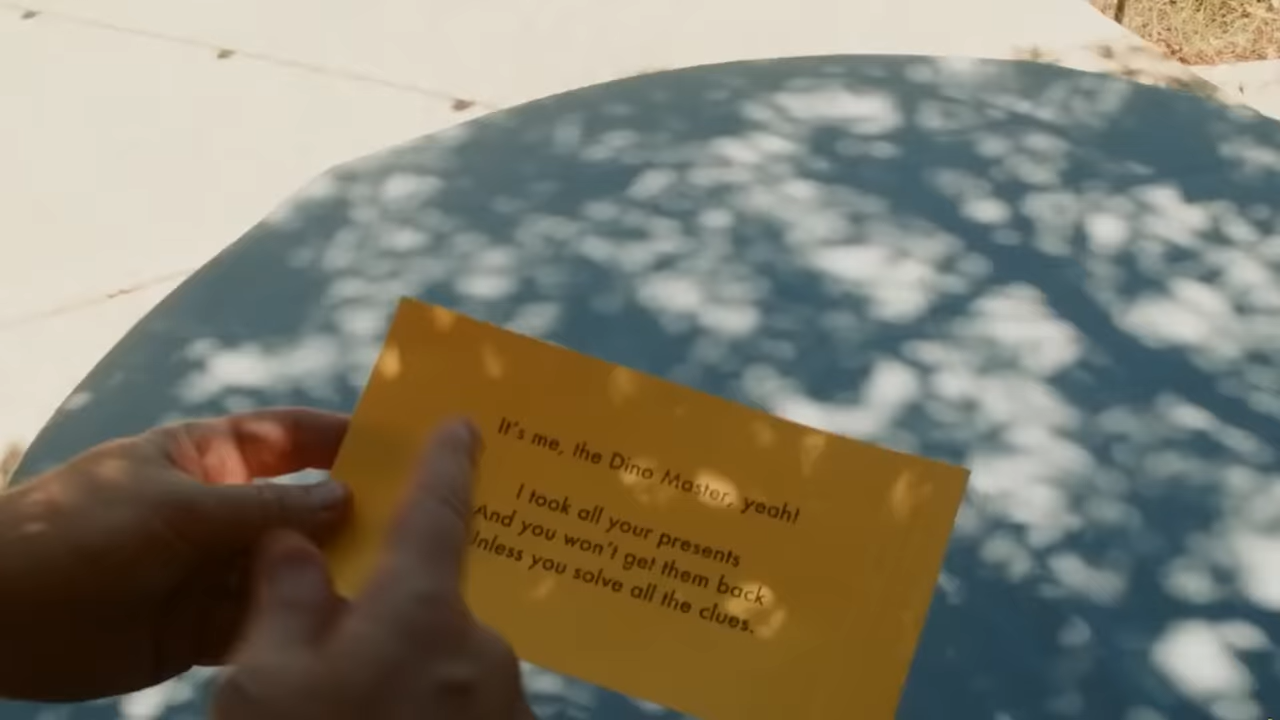 It's me, the Dino Master, yeah!
I took all your presents
And you won't get them back
Unless you solve all the clues.